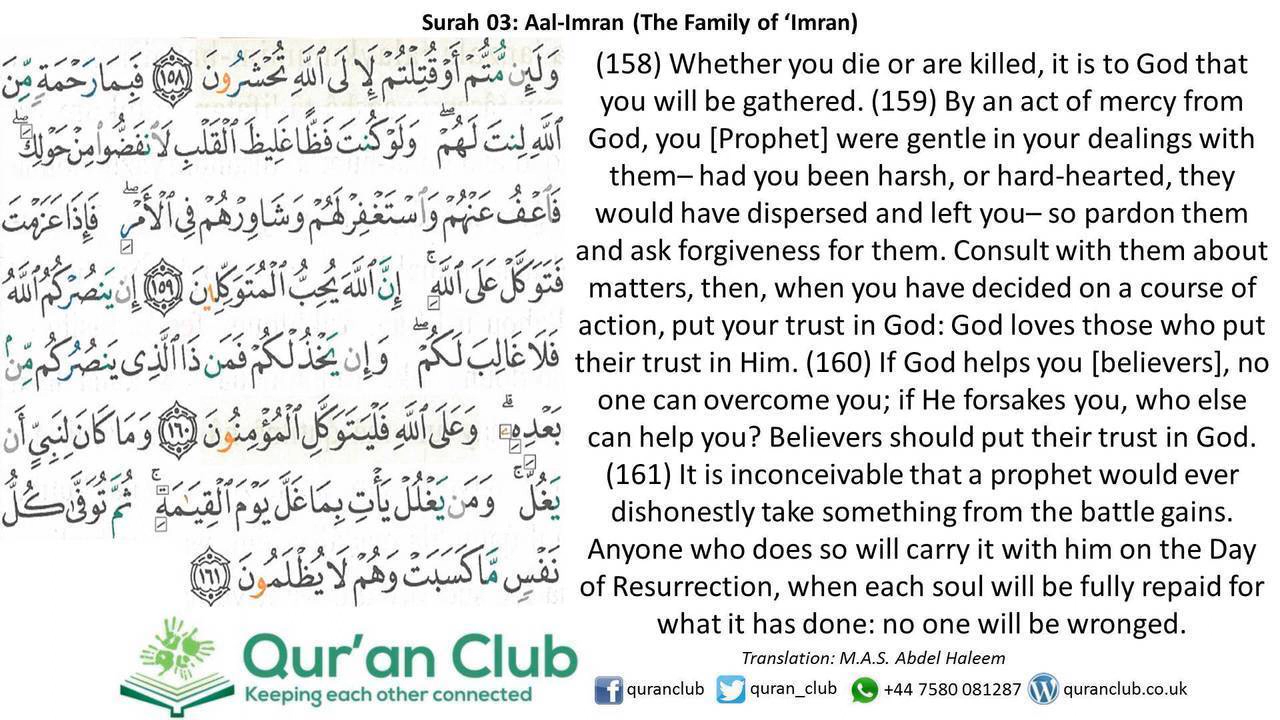 Surah 03: Aal-Imran (The Family of ‘Imran)
وَلَئِن مُّتُّمْ أَوْ قُتِلْتُمْ لَإِلَى ٱللَّهِ تُحْشَرُونَ ١٥٨ فَبِمَا رَحْمَةٍ مِّنَ
ٱللَّهِ لِنتَ لَهُمْ ۖ وَلَوْ كُنتَ فَظًّا غَلِيظَ ٱلْقَلْبِ لَٱنفَضُّوا۟ مِنْ حَوْلِكَ ۖ
فَٱعْفُ عَنْهُمْ وَٱسْتَغْفِرْ لَهُمْ وَشَاوِرْهُمْ فِى ٱلْأَمْرِ ۖ فَإِذَا عَزَمْتَ
فَتَوَكَّلْ عَلَى ٱللَّهِ ۚ إِنَّ ٱللَّهَ يُحِبُّ ٱلْمُتَوَكِّلِينَ ١٥٩ إِن يَنصُرْكُمُ ٱللَّهُ
فَلَا غَالِبَ لَكُمْ ۖ وَإِن يَخْذُلْكُمْ فَمَن ذَا ٱلَّذِى يَنصُرُكُم مِّنۢ
بَعْدِهِۦ ۗ وَعَلَى ٱللَّهِ فَلْيَتَوَكَّلِ ٱلْمُؤْمِنُونَ ١٦٠ وَمَا كَانَ لِنَبِىٍّ أَن
يَغُلَّ ۚ وَمَن يَغْلُلْ يَأْتِ بِمَا غَلَّ يَوْمَ ٱلْقِيَـٰمَةِ ۚ ثُمَّ تُوَفَّىٰ كُلُّ
نَفْسٍ مَّا كَسَبَتْ وَهُمْ لَا يُظْلَمُونَ ١٦١
(158) Whether you die or are killed, it is to God that
you will be gathered. (159) By an act of mercy from
God, you [Prophet] were gentle in your dealings with
them– had you been harsh, or hard-hearted, they
would have dispersed and left you– so pardon them
and ask forgiveness for them. Consult with them about
matters, then, when you have decided on a course of
action, put your trust in God: God loves those who put
their trust in Him. (160) If God helps you [believers], no
one can overcome you; if He forsakes you, who else
can help you? Believers should put their trust in God.
(161) It is inconceivable that a prophet would ever
dishonestly take something from the battle gains.
Anyone who does so will carry it with him on the Day
of Resurrection, when each soul will be fully repaid for
what it has done: no one will be wronged.
Translation: M.A.S. Abdel Haleem
Qur’an Club
Keeping each other connected
quranclub quran_club +44 7580 081287 quranclub.co.uk